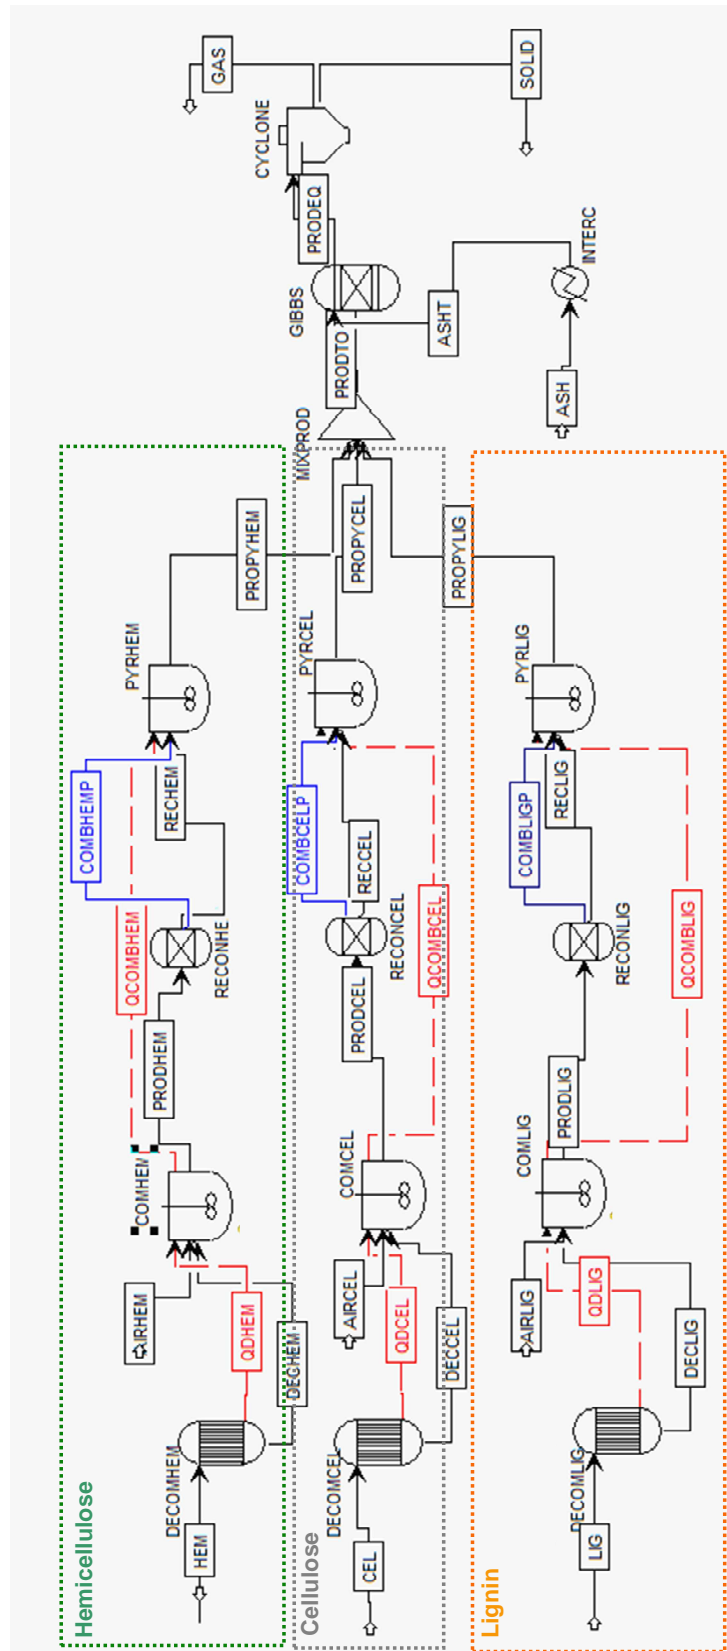 Hemicellulose
HEM
DECOMHEM
QDHEM
DECHEM
AIRHEM
COMHEM
PRODHEM
QCOMBHEM
COMBHEMP
RECONHE
RECHEM
PYRHEM
PROPYHEM
Cellulose
CEL
DECOMCEL
QDCEL
DECCEL
AIRCEL
COMCEL
PRODCEL
QCOMBCEL
COMBCELP
RECONCEL
RECCEL
PYRCEL
PROPYCEL
Lignin
LIG
DECOMLIG
QDLIG
DECLIG
AIRLIG
COMLIG
PRODLIG
QCOMBLIG
COMBLIGP
RECONLIG
RECLIG
PYRLIG
PROPYLIG
MIXPROD
PRODTO
GIBBS
PRODEQ
CYCLONE
GAS
SOLID
ASH
INTERC
ASHT